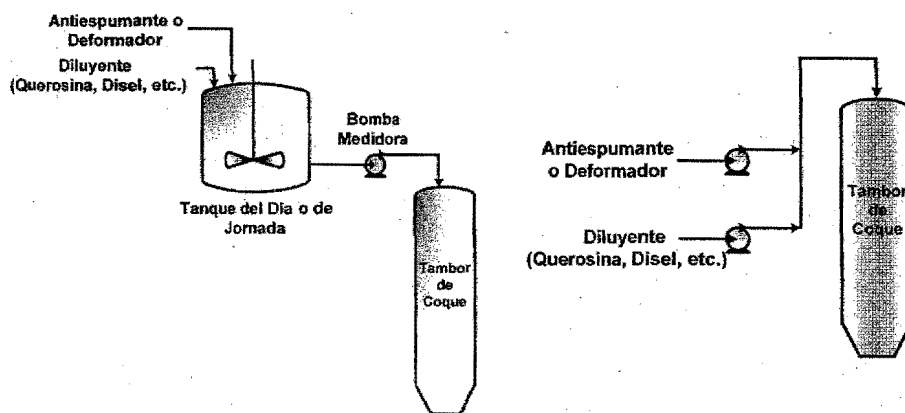 Antiespumante o
Deformador
Diluyente
(Querosina, Disel, etc.)
Bomba
Medidora
Tanque del Dia o de
Jornada
Tambor
de
Coque
Antiespumante
o Deformador
Diluyente
(Querosina, Disel, etc.)
Tambor
de
Coque